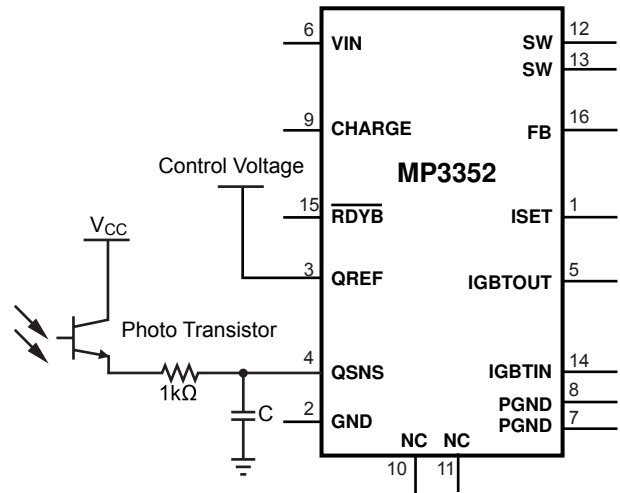 6
VIN
12
SW
13
SW
9
CHARGE
16
FB
Control Voltage
MP3352
15
RDYB
1
ISET
VCC
3
QREF
5
IGBTOUT
Photo Transistor
4
QSNS
14
IGBTIN
1kΩ
8
PGND
C
2
GND
7
PGND
NC NC
10 11